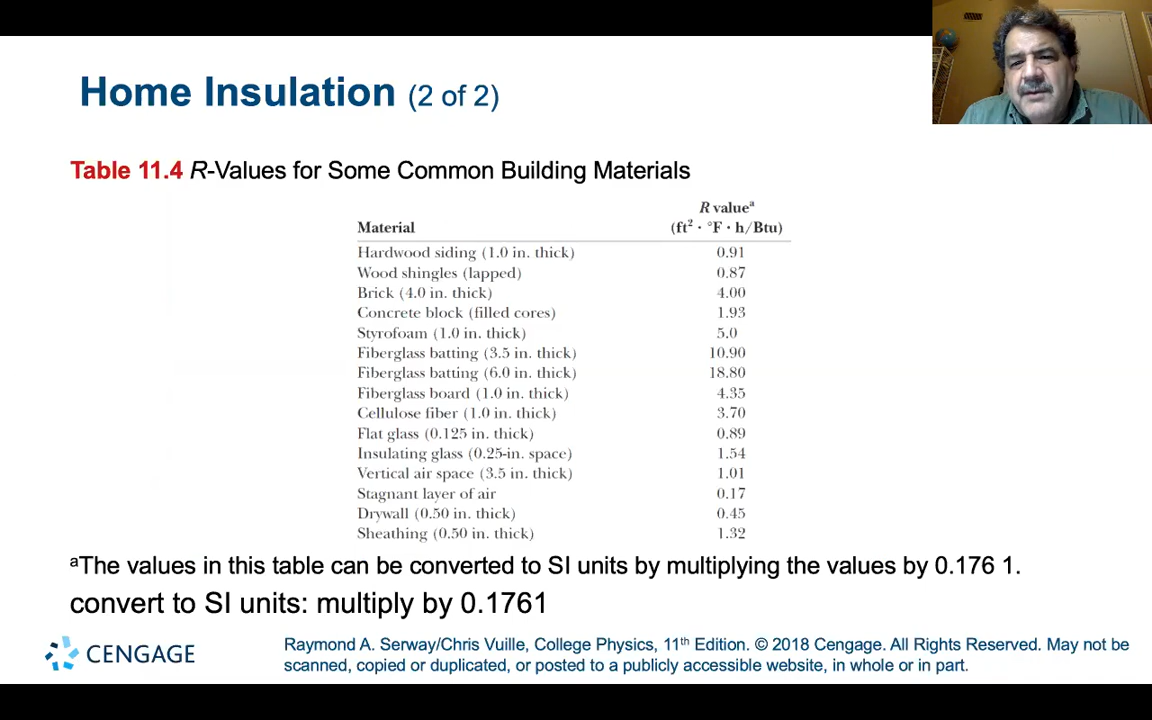 Home Insulation (2 of 2)
Table 11.4 R-Values for Some Common Building Materials
R valueᵃ
Material (ft² · °F · h/Btu)
Hardwood siding (1.0 in. thick) 0.91
Wood shingles (lapped) 0.87
Brick (4.0 in. thick) 4.00
Concrete block (filled cores) 1.93
Styrofoam (1.0 in. thick) 5.0
Fiberglass batting (3.5 in. thick) 10.90
Fiberglass batting (6.0 in. thick) 18.80
Fiberglass board (1.0 in. thick) 4.35
Cellulose fiber (1.0 in. thick) 3.70
Flat glass (0.125 in. thick) 0.89
Insulating glass (0.25-in. space) 1.54
Vertical air space (3.5 in. thick) 1.01
Stagnant layer of air 0.17
Drywall (0.50 in. thick) 0.45
Sheathing (0.50 in. thick) 1.32
ᵃThe values in this table can be converted to SI units by multiplying the values by 0.176 1.
convert to SI units: multiply by 0.1761
CENGAGE
Raymond A. Serway/Chris Vuille, College Physics, 11th Edition. © 2018 Cengage. All Rights Reserved. May not be
scanned, copied or duplicated, or posted to a publicly accessible website, in whole or in part.